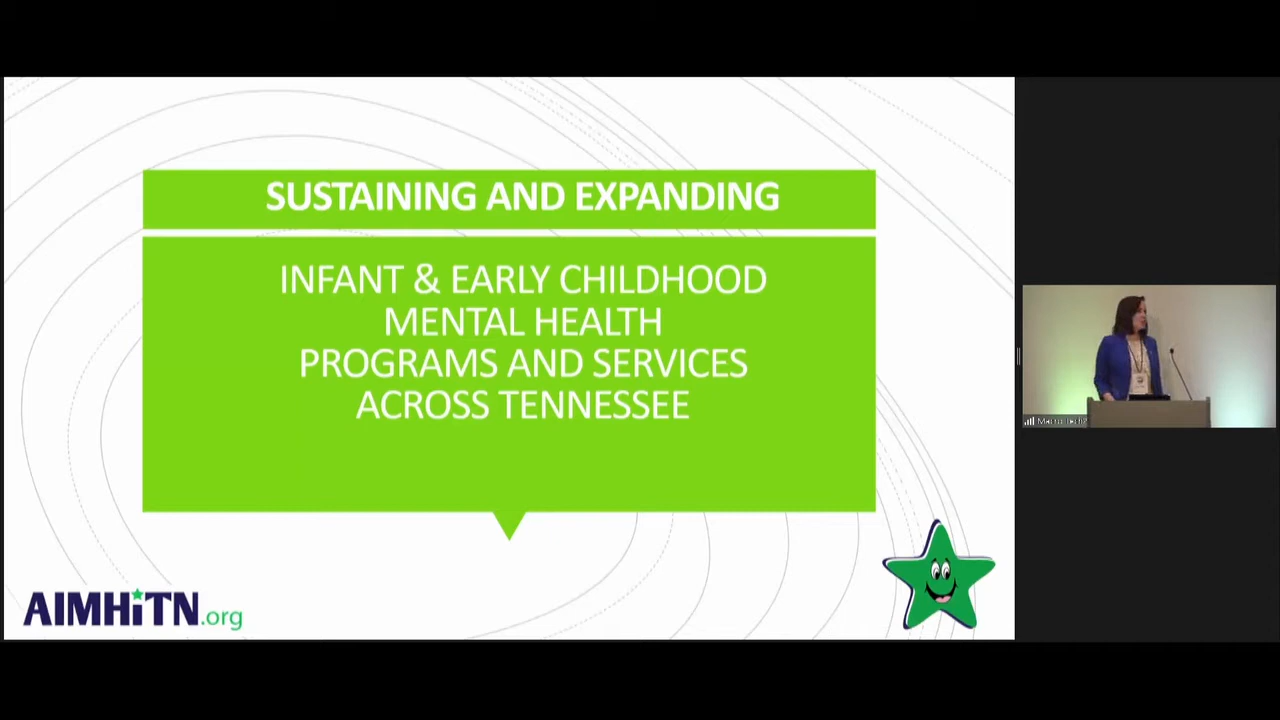 SUSTAINING AND EXPANDING
INFANT & EARLY CHILDHOOD
MENTAL HEALTH
PROGRAMS AND SERVICES
ACROSS TENNESSEE
AIMHiTN.org